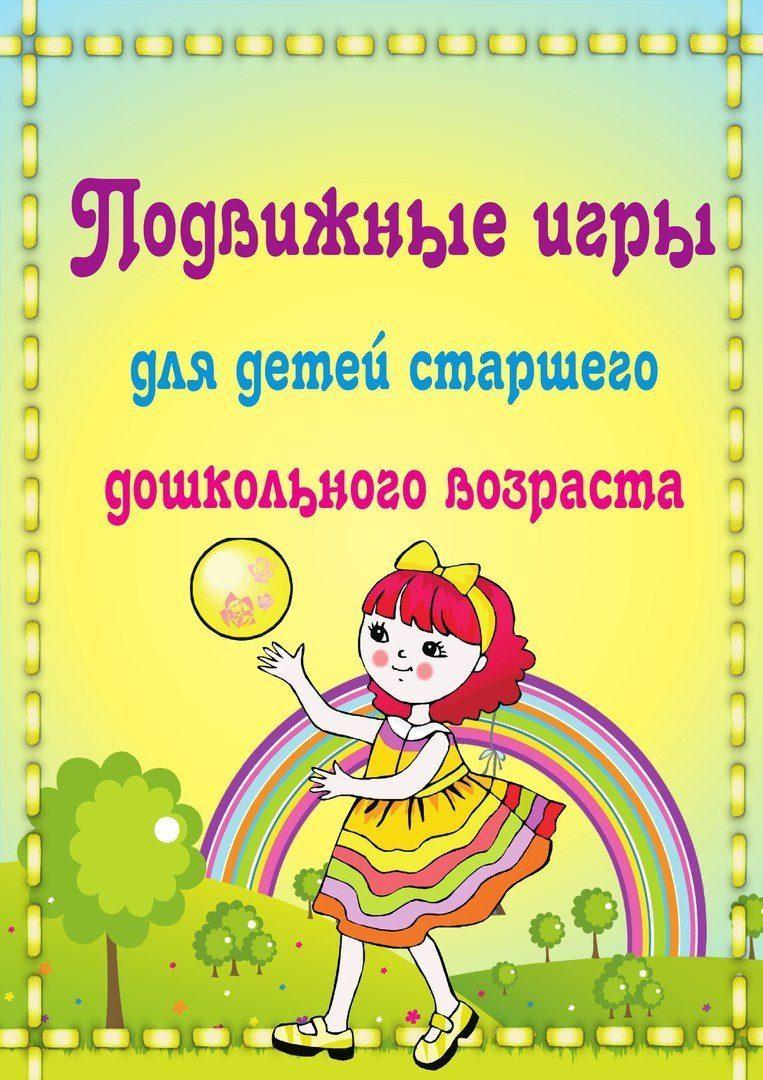 Подвижные игры
для детей старшего
дошкольного возраста